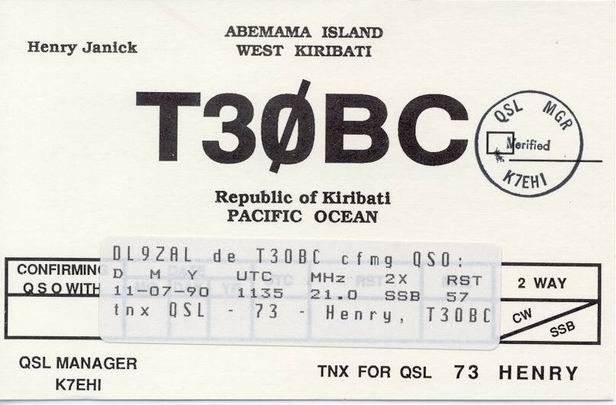 Henry Janick
ABEMAMA ISLAND
WEST KIRIBATI
T3ØBC
QSL MGR
Verified
K7EHI
Republic of Kiribati
PACIFIC OCEAN
DL9ZAL de T30BC cfmg QSO:
D M Y UTC MHz 2X RST
11-07-90 1135 21.0 SSB 57
tnx QSL - 73 - Henry, T30BC
CONFIRMING
QSO WITH
2 WAY
CW
SSB
QSL MANAGER
K7EHI
TNX FOR QSL 73 HENRY